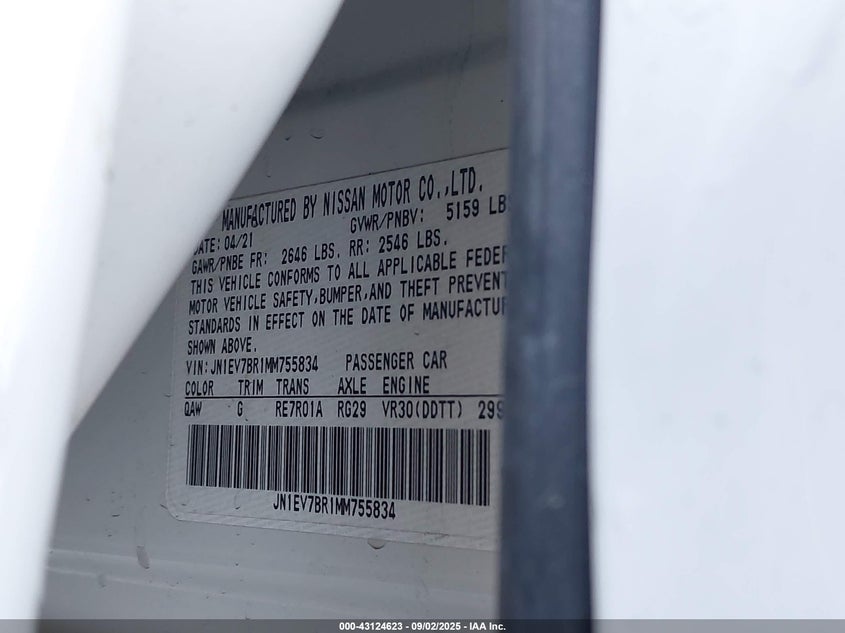 MANUFACTURED BY NISSAN MOTOR CO.,LTD.
DATE: 04/21 GVWR/PNBV: 5159 LB
GAWR/PNBE FR: 2646 LBS. RR: 2546 LBS.
THIS VEHICLE CONFORMS TO ALL APPLICABLE FEDER
MOTOR VEHICLE SAFETY,BUMPER,AND THEFT PREVENT
STANDARDS IN EFFECT ON THE DATE OF MANUFACTUR
SHOWN ABOVE.
VIN: JN1EV7BR1MM755834 PASSENGER CAR
COLOR TRIM TRANS AXLE ENGINE
QAW G RE7R01A RG29 VR30(DDTT) 299
JN1EV7BR1MM755834
000-43124623 - 09/02/2025 - IAA Inc.